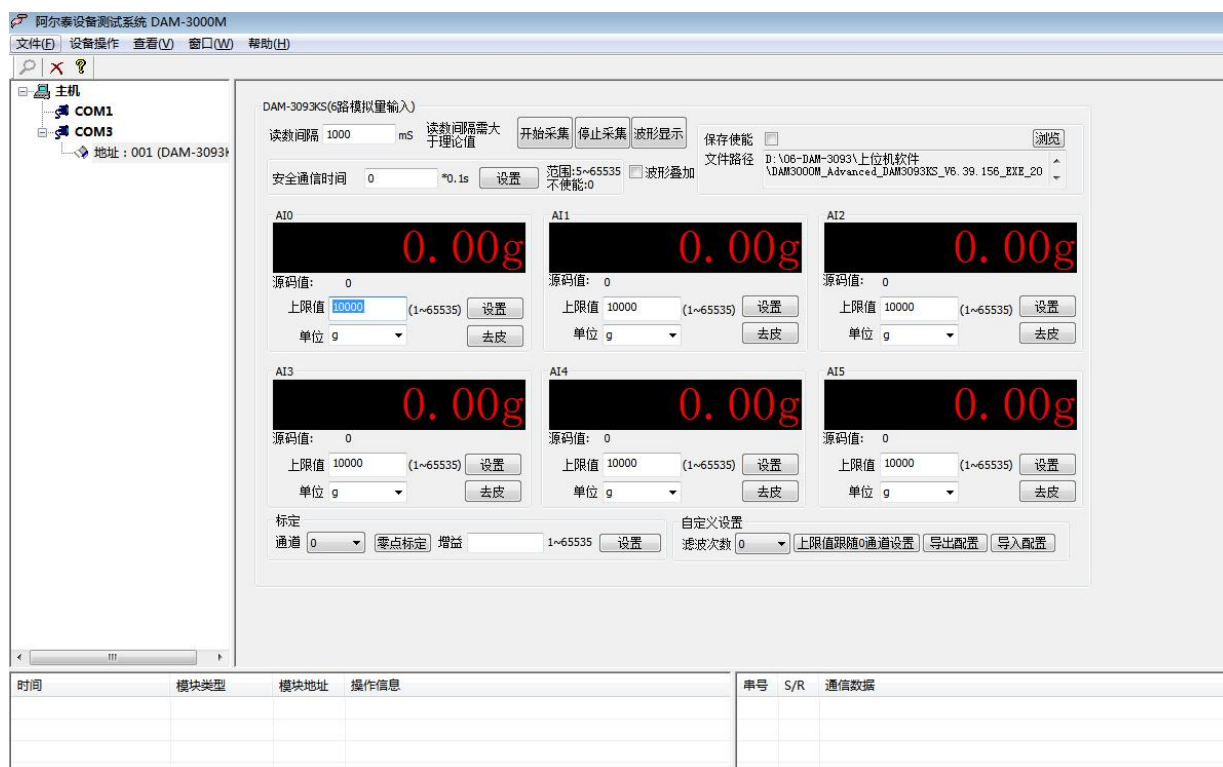 阿尔泰设备测试系统 DAM-3000M
文件(F) 设备操作 查看(V) 窗口(W) 帮助(H)
主机
COM1
COM3
地址：001 (DAM-3093K
DAM-3093KS(6路模拟量输入)
读数间隔 1000 mS 读数间隔需大于理论值 开始采集 停止采集 波形显示
安全通信时间 0 *0.1s 设置 范围:5~65535 不使能:0 波形叠加
保存使能 浏览
文件路径 D:\06-DAM-3093\上位机软件
\DAM3000M_Advanced_DAM3093KS_V6.39.156_EXE_20
AI0
0.00g
源码值: 0
上限值 10000 (1~65535) 设置
单位 g 去皮
AI1
0.00g
源码值: 0
上限值 10000 (1~65535) 设置
单位 g 去皮
AI2
0.00g
源码值: 0
上限值 10000 (1~65535) 设置
单位 g 去皮
AI3
0.00g
源码值: 0
上限值 10000 (1~65535) 设置
单位 g 去皮
AI4
0.00g
源码值: 0
上限值 10000 (1~65535) 设置
单位 g 去皮
AI5
0.00g
源码值: 0
上限值 10000 (1~65535) 设置
单位 g 去皮
标定
通道 0 零点标定 增益 1~65535 设置
自定义设置
滤波次数 0 上限值跟随0通道设置 导出配置 导入配置
时间 模块类型 模块地址 操作信息
串号 S/R 通信数据